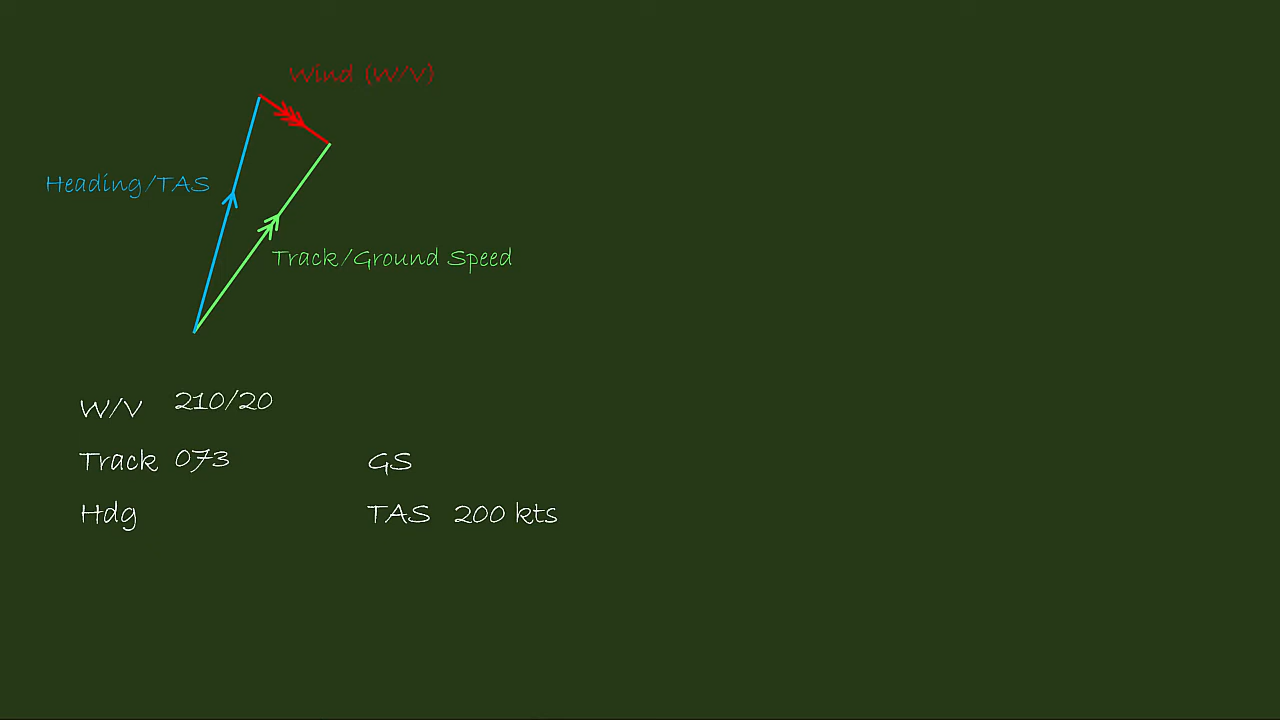 Wind (W/V)
Heading/TAS
Track/Ground Speed
W/V 210/20
Track 073 GS
Hdg TAS 200 kts